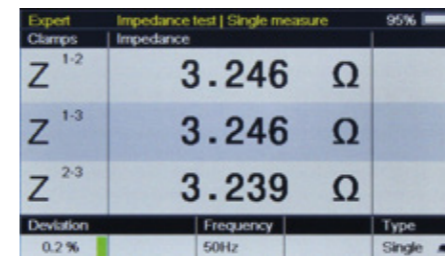 Expert Impedance test | Single measure 95%
Clamps Impedance
Z 1-2 3.246 Ω
Z 1-3 3.246 Ω
Z 2-3 3.239 Ω
Deviation Frequency Type
0.2 % 50Hz Single